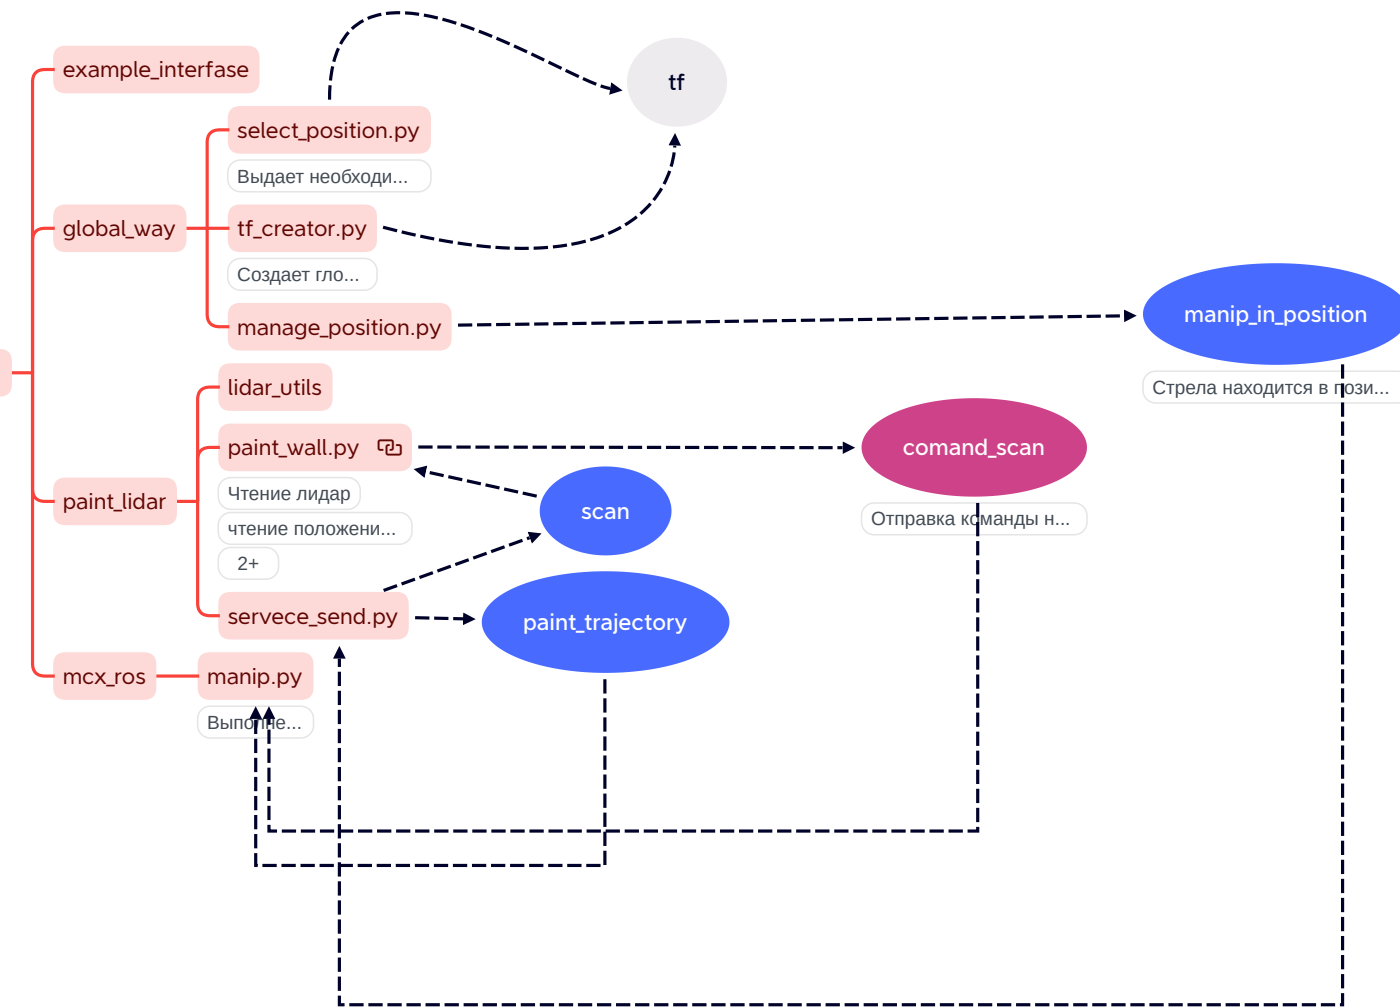 example_interfase
tf
select_position.py
Выдает необходи...
global_way
tf_creator.py
Создает гло...
manage_position.py
manip_in_position
Стрела находится в пози...
lidar_utils
paint_wall.py
comand_scan
Чтение лидар
paint_lidar
scan
Отправка команды н...
чтение положени...
2+
servece_send.py
paint_trajectory
mcx_ros
manip.py
Выполне...